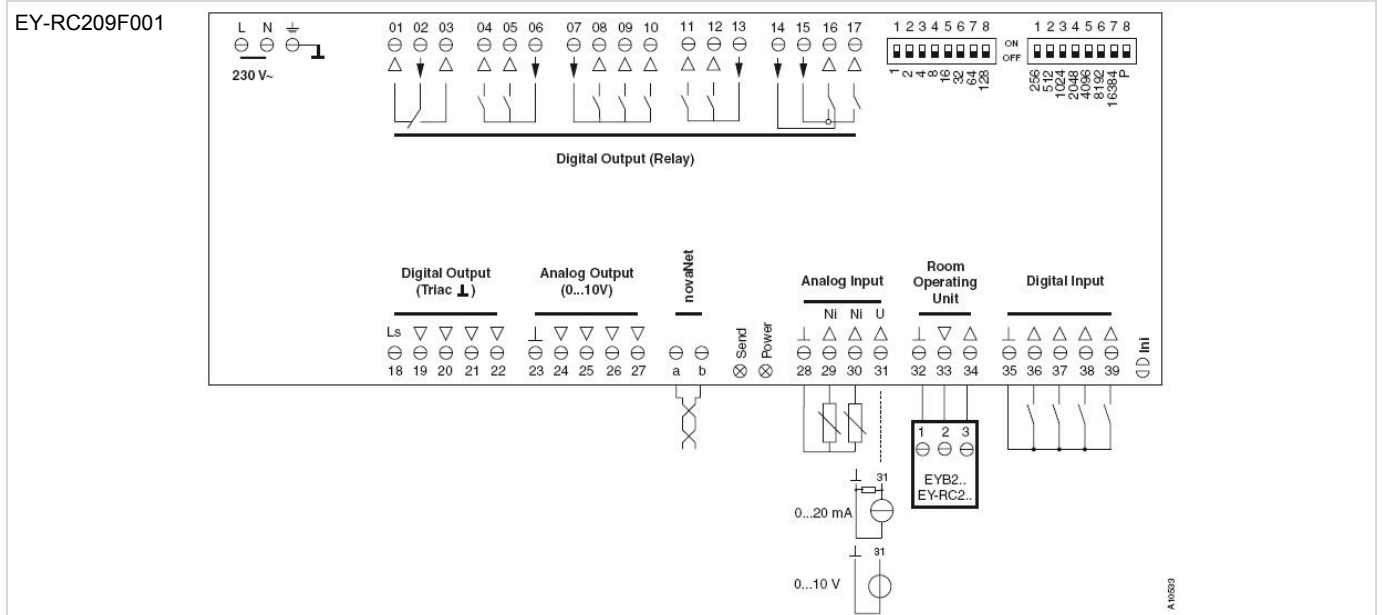 EY-RC209F001
L N
230 V~
01 02 03 04 05 06 07 08 09 10 11 12 13 14 15 16 17
1 2 3 4 5 6 7 8
ON
OFF
1 2 4 8 16 32 64 128
1 2 3 4 5 6 7 8
256 512 1024 2048 4096 8192 16384 P
Digital Output (Relay)
Digital Output
(Triac ⊥)
Analog Output
(0...10V)
novaNet
Send
Power
Analog Input
Room
Operating
Unit
Digital Input
Ni Ni U
Ls
18 19 20 21 22
23 24 25 26 27
a b
28 29 30 31
32 33 34
35 36 37 38 39
Ini
1 2 3
EYB2..
EY-RC2..
31
0...20 mA
31
0...10 V
A10533